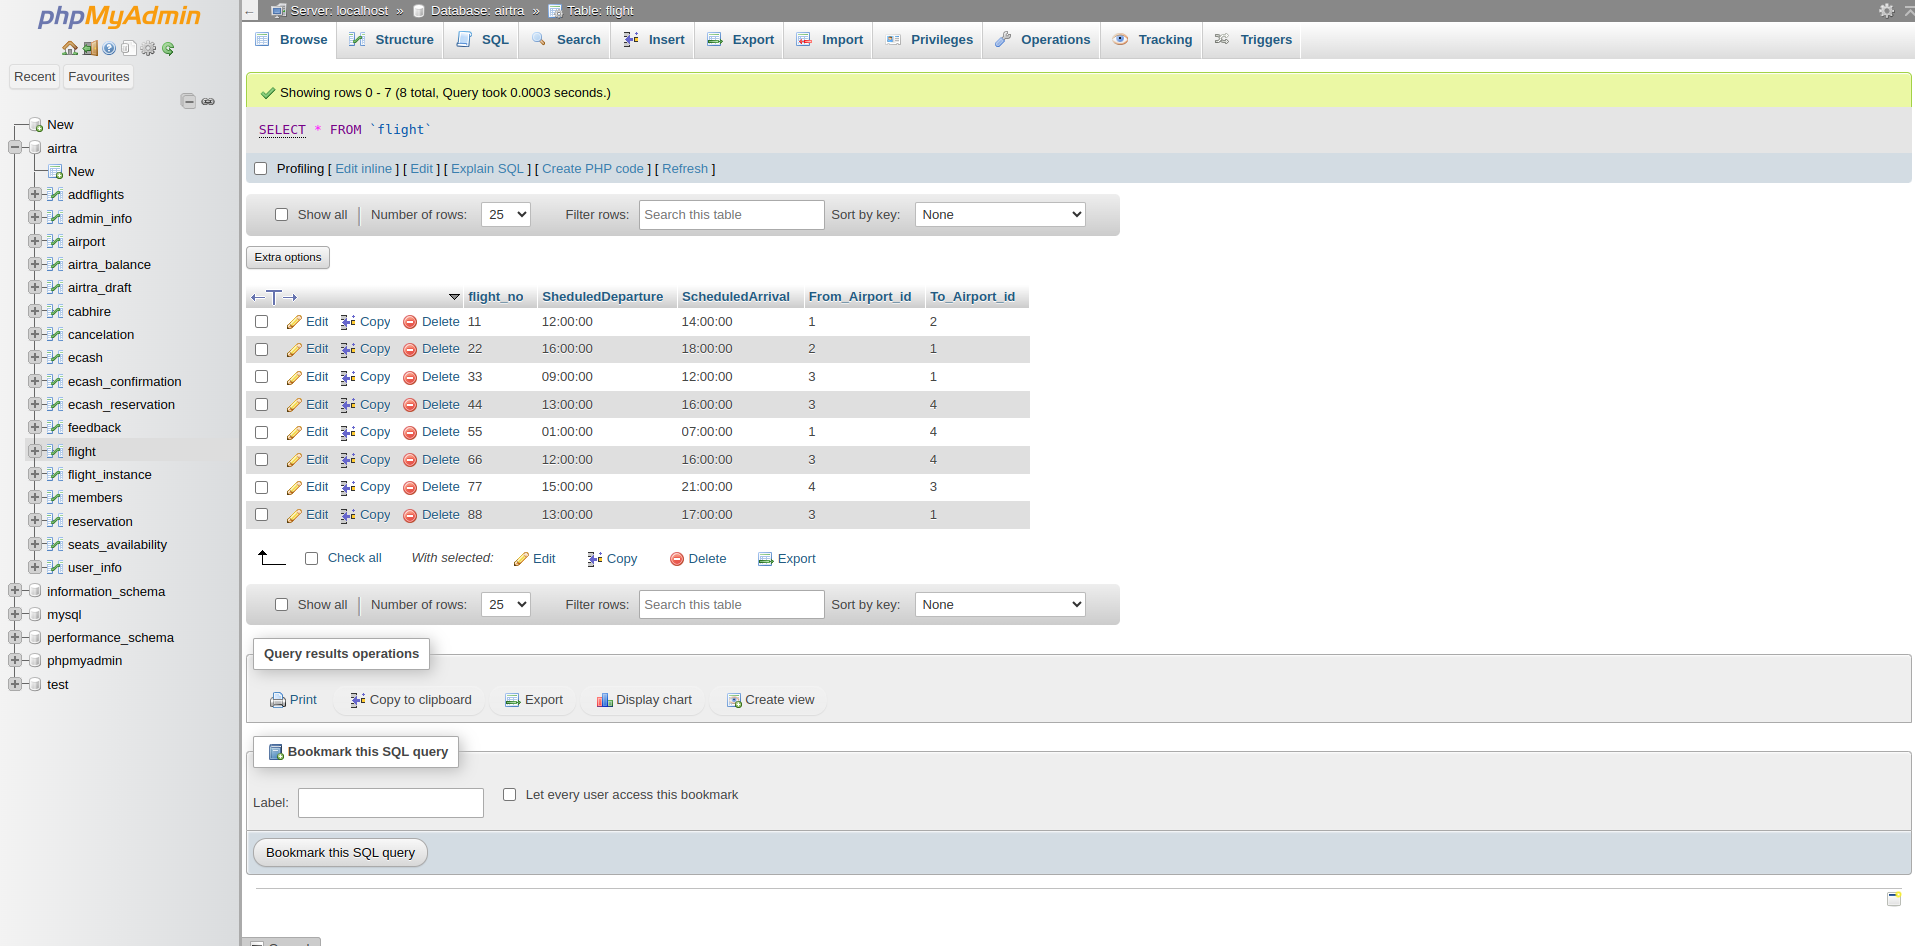 phpMyAdmin
Recent Favourites
New
airtra
New
addflights
admin_info
airport
airtra_balance
airtra_draft
cabhire
cancelation
ecash
ecash_confirmation
ecash_reservation
feedback
flight
flight_instance
members
reservation
seats_availability
user_info
information_schema
mysql
performance_schema
phpmyadmin
test
Server: localhost » Database: airtra » Table: flight
Browse Structure SQL Search Insert Export Import Privileges Operations Tracking Triggers
Showing rows 0 - 7 (8 total, Query took 0.0003 seconds.)
SELECT * FROM `flight`
Profiling [ Edit inline ] [ Edit ] [ Explain SQL ] [ Create PHP code ] [ Refresh ]
Show all | Number of rows: 25 Filter rows: Search this table Sort by key: None
Extra options
←T→ flight_no SheduledDeparture ScheduledArrival From_Airport_id To_Airport_id
Edit Copy Delete 11 12:00:00 14:00:00 1 2
Edit Copy Delete 22 16:00:00 18:00:00 2 1
Edit Copy Delete 33 09:00:00 12:00:00 3 1
Edit Copy Delete 44 13:00:00 16:00:00 3 4
Edit Copy Delete 55 01:00:00 07:00:00 1 4
Edit Copy Delete 66 12:00:00 16:00:00 3 4
Edit Copy Delete 77 15:00:00 21:00:00 4 3
Edit Copy Delete 88 13:00:00 17:00:00 3 1
Check all With selected: Edit Copy Delete Export
Show all | Number of rows: 25 Filter rows: Search this table Sort by key: None
Query results operations
Print Copy to clipboard Export Display chart Create view
Bookmark this SQL query
Label: Let every user access this bookmark
Bookmark this SQL query